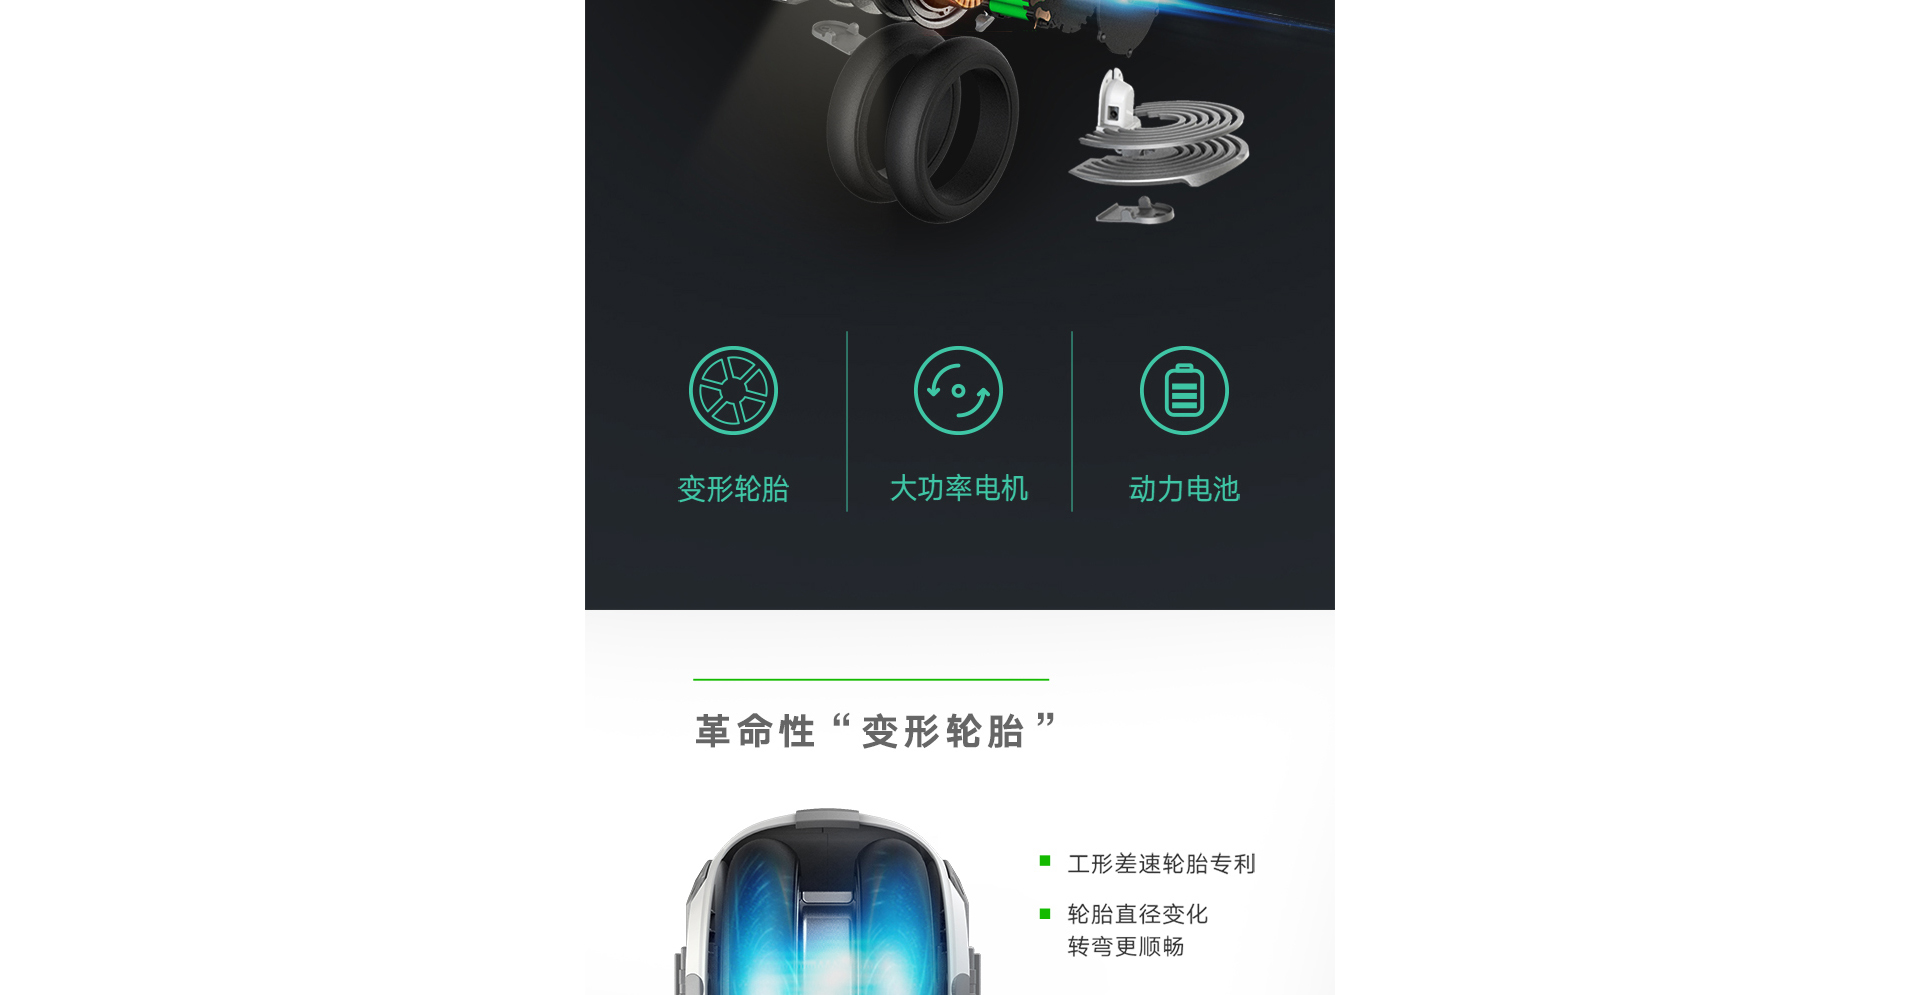 变形轮胎
大功率电机
动力电池
革命性“变形轮胎”
工形差速轮胎专利
轮胎直径变化
转弯更顺畅